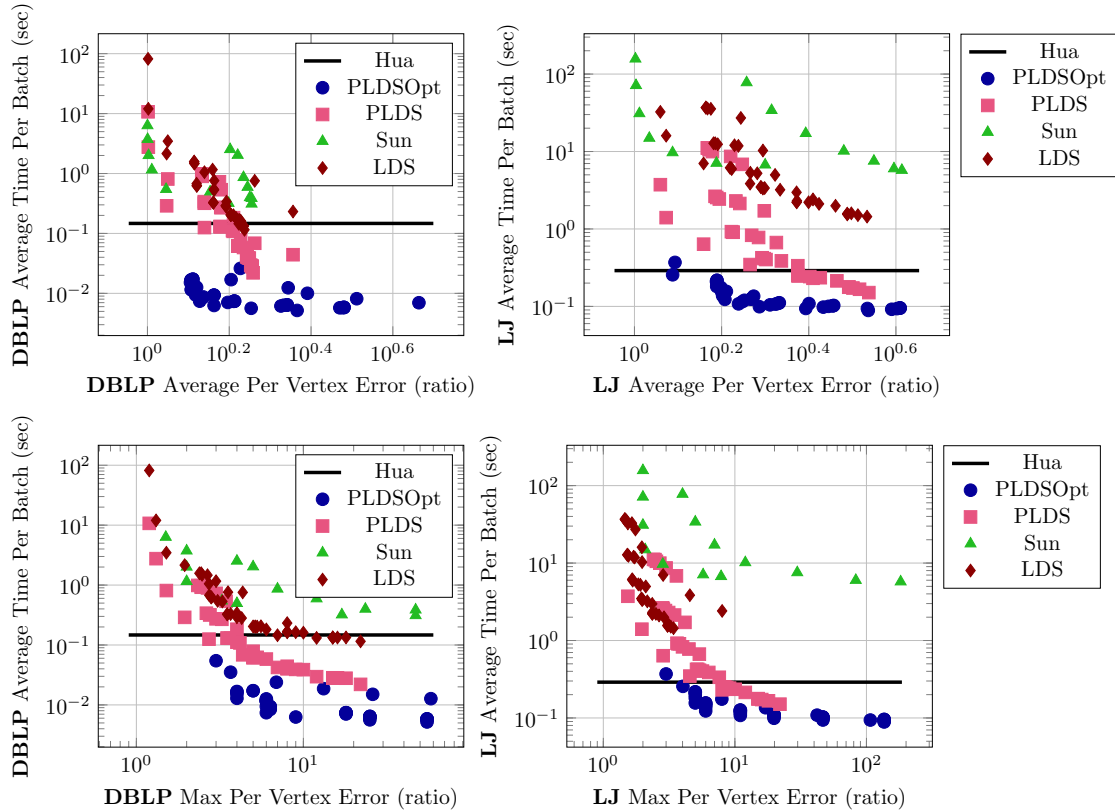 DBLP Average Time Per Batch (sec)
10^2
10^1
10^0
10^-1
10^-2
10^0
10^0.2
10^0.4
10^0.6
DBLP Average Per Vertex Error (ratio)
Hua
PLDSOpt
PLDS
Sun
LDS
LJ Average Time Per Batch (sec)
10^2
10^1
10^0
10^-1
10^0
10^0.2
10^0.4
10^0.6
LJ Average Per Vertex Error (ratio)
Hua
PLDSOpt
PLDS
Sun
LDS
DBLP Average Time Per Batch (sec)
10^2
10^1
10^0
10^-1
10^-2
10^0
10^1
DBLP Max Per Vertex Error (ratio)
Hua
PLDSOpt
PLDS
Sun
LDS
LJ Average Time Per Batch (sec)
10^2
10^1
10^0
10^-1
10^0
10^1
10^2
LJ Max Per Vertex Error (ratio)
Hua
PLDSOpt
PLDS
Sun
LDS